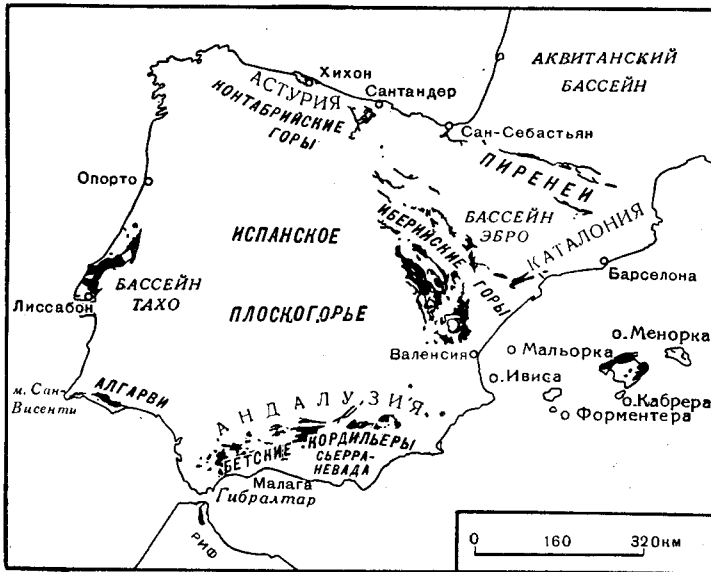 Хихон
АКВИТАНСКИЙ
БАССЕЙН
АСТУРИЯ
Сантандер
КОНТАБРИЙСКИЕ
ГОРЫ
Сан-Себастьян
ПИРЕНЕИ
Опорто
ИБЕРИЙСКИЕ
ГОРЫ
БАССЕЙН
ЭБРО
КАТАЛОНИЯ
ИСПАНСКОЕ
ПЛОСКОГОРЬЕ
Барселона
БАССЕЙН
ТАХО
Лиссабон
о. Менорка
Валенсия
о. Мальорка
о. Ивиса
о. Кабрера
о. Форментера
м. Сан-
Висенти
АЛГАРВИ
АНДАЛУЗИЯ
БЕТСКИЕ
КОРДИЛЬЕРЫ
СЬЕРРА-
НЕВАДА
Малага
Гибралтар
РИФ
0 160 320км